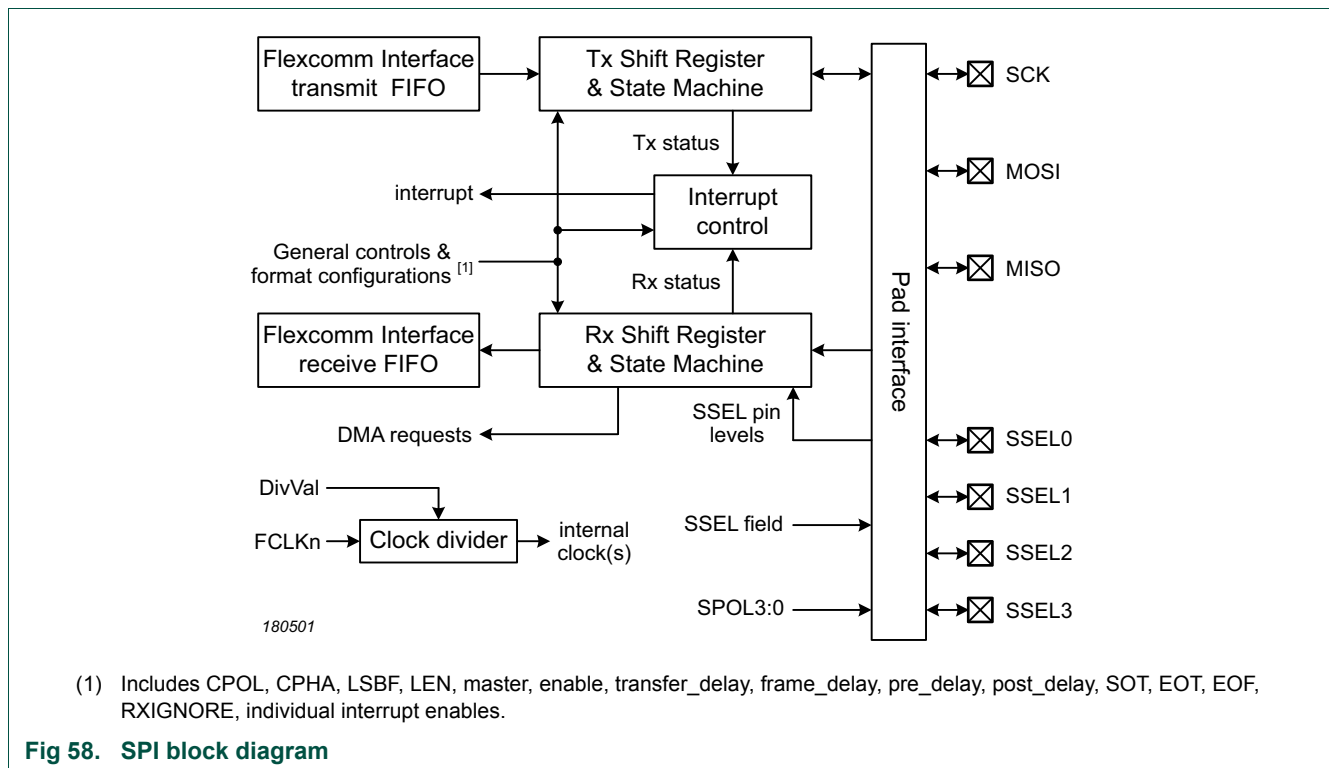 Flexcomm Interface
transmit FIFO
Tx Shift Register
& State Machine
SCK
Tx status
MOSI
interrupt
Interrupt
control
General controls &
format configurations [1]
Rx status
MISO
Pad interface
Flexcomm Interface
receive FIFO
Rx Shift Register
& State Machine
SSEL pin
levels
DMA requests
SSEL0
DivVal
SSEL1
FCLKn
Clock divider
internal
clock(s)
SSEL field
SSEL2
SPOL3:0
SSEL3
180501
(1) Includes CPOL, CPHA, LSBF, LEN, master, enable, transfer_delay, frame_delay, pre_delay, post_delay, SOT, EOT, EOF,
RXIGNORE, individual interrupt enables.
Fig 58. SPI block diagram